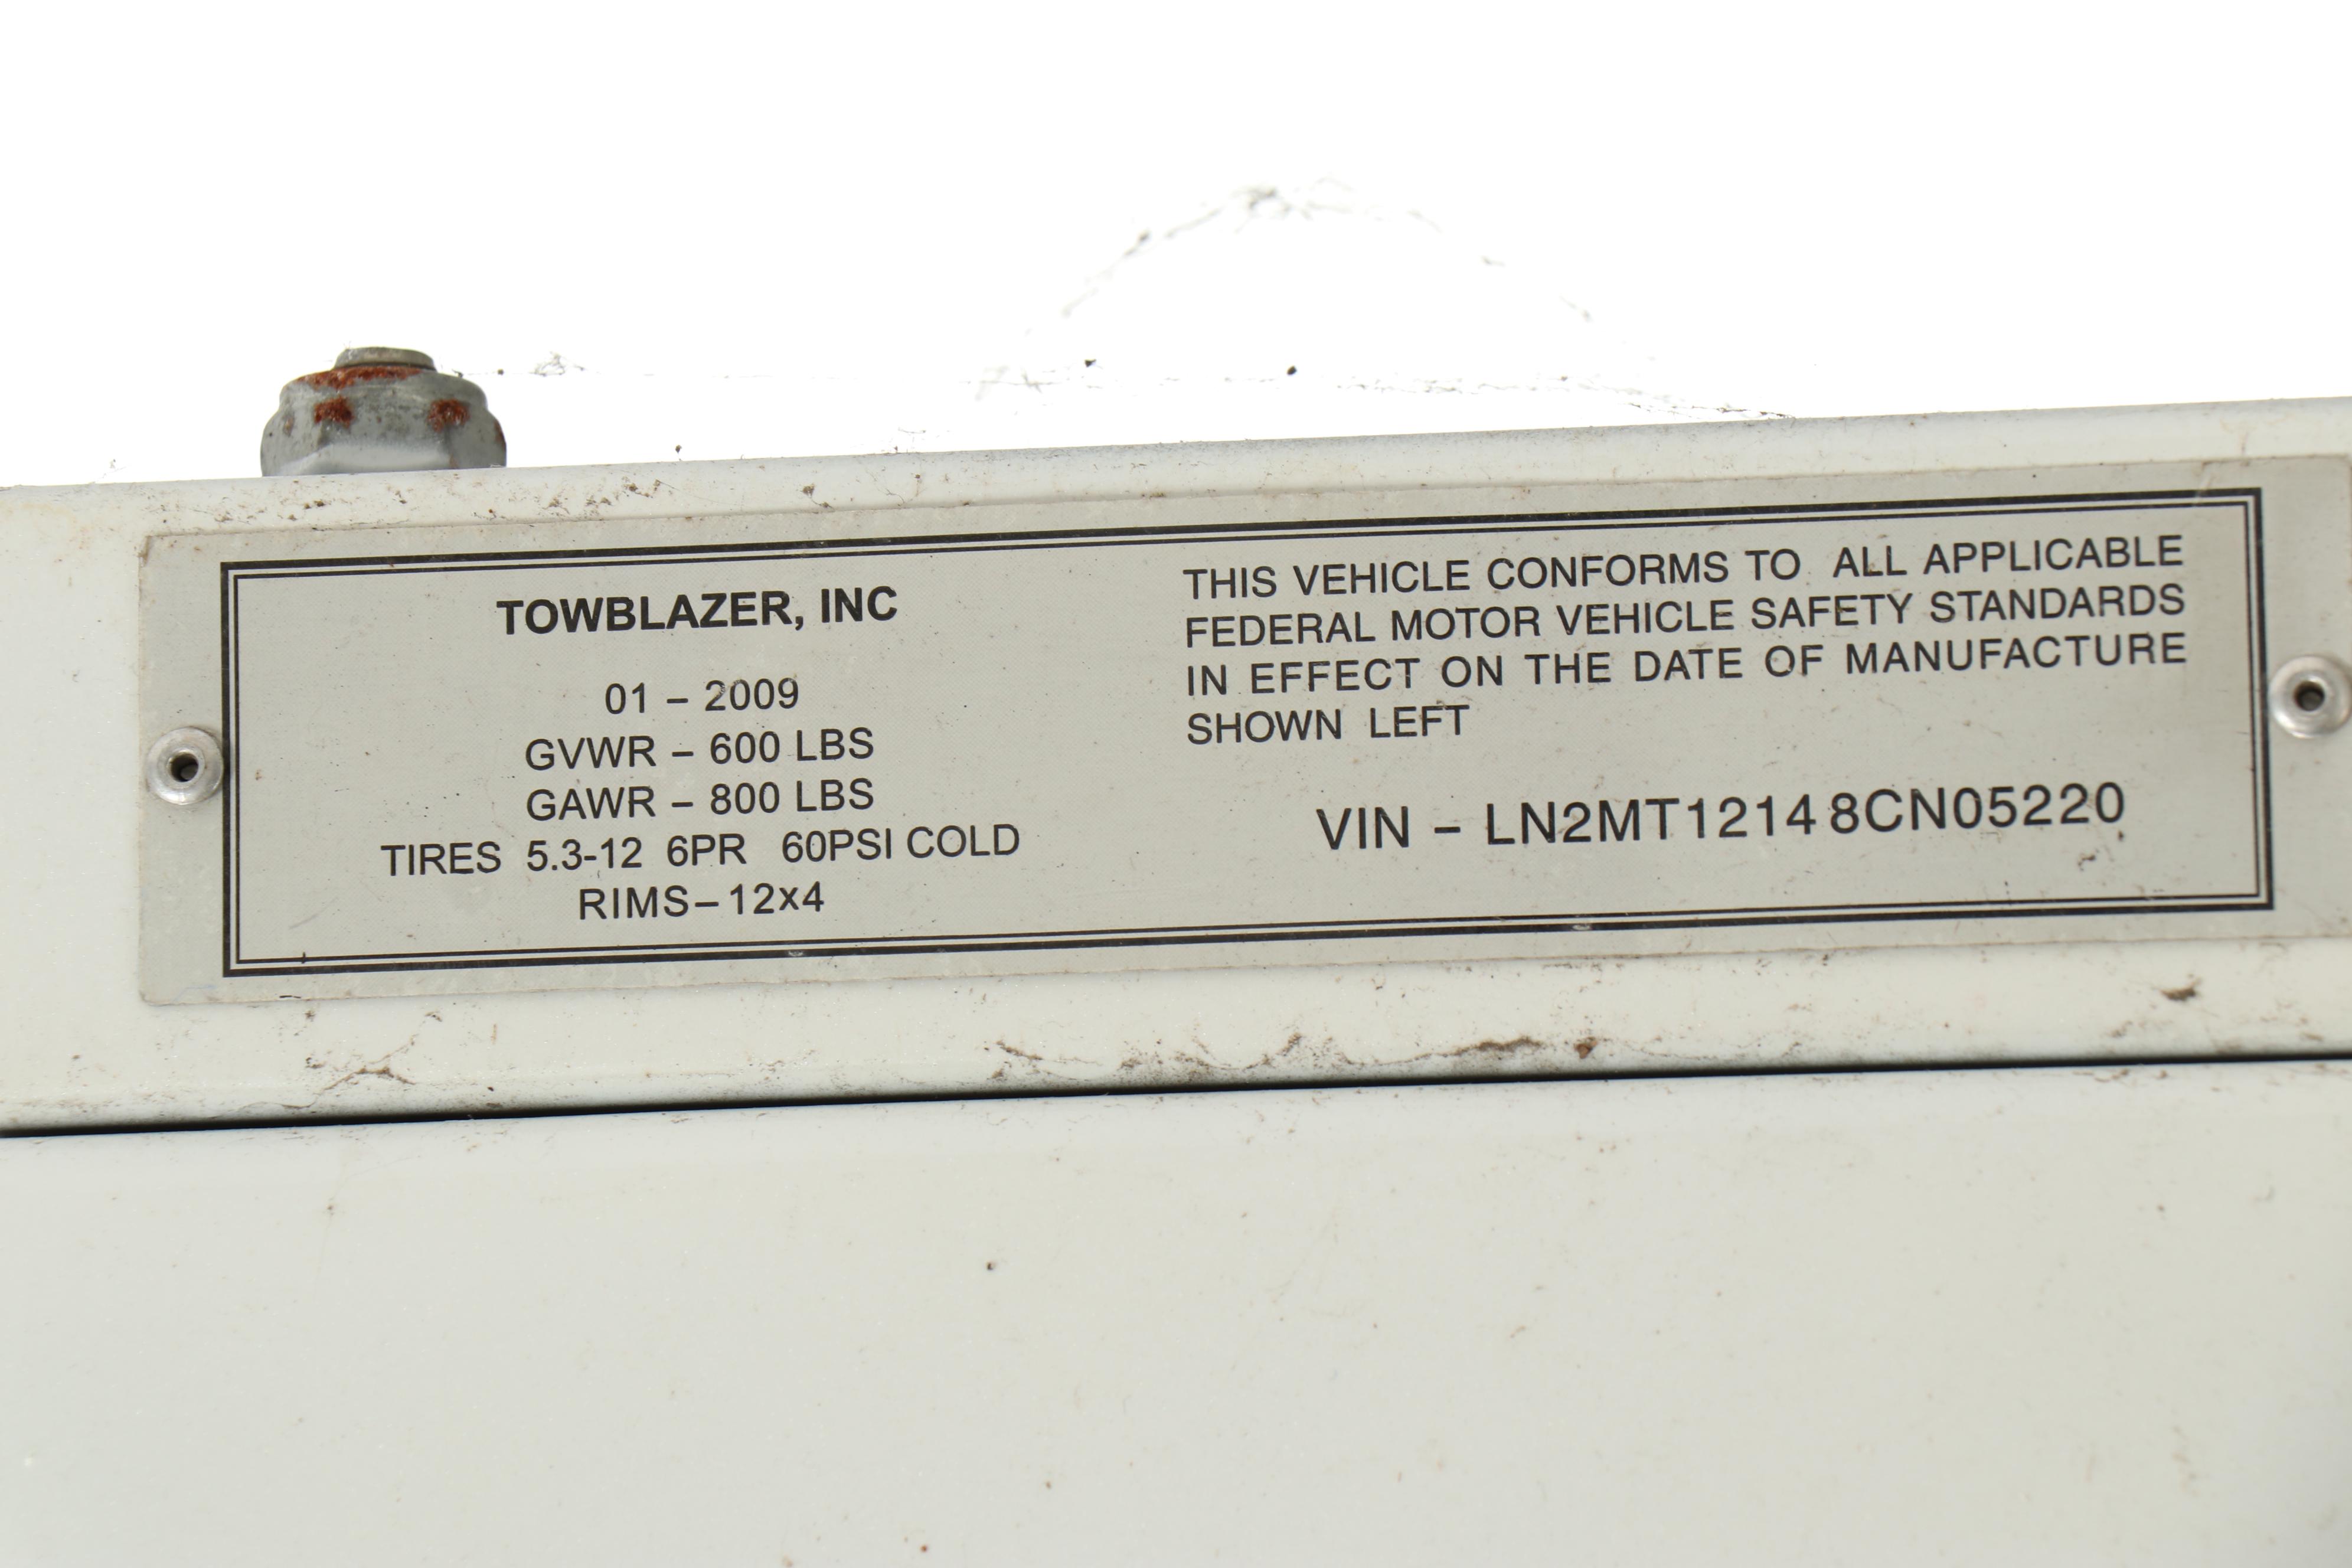 TOWBLAZER, INC
01 – 2009
GVWR – 600 LBS
GAWR – 800 LBS
TIRES 5.3-12 6PR 60PSI COLD
RIMS– 12x4
THIS VEHICLE CONFORMS TO ALL APPLICABLE
FEDERAL MOTOR VEHICLE SAFETY STANDARDS
IN EFFECT ON THE DATE OF MANUFACTURE
SHOWN LEFT
VIN – LN2MT12148CN05220